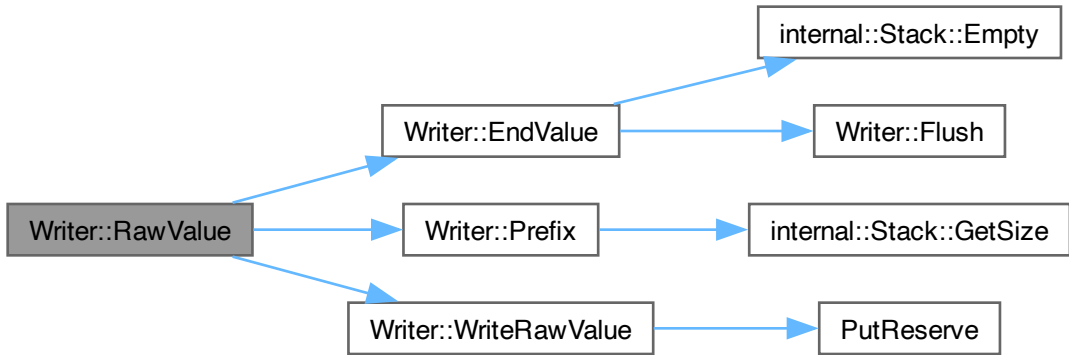 Writer::RawValue
Writer::EndValue
internal::Stack::Empty
Writer::Flush
Writer::Prefix
internal::Stack::GetSize
Writer::WriteRawValue
PutReserve